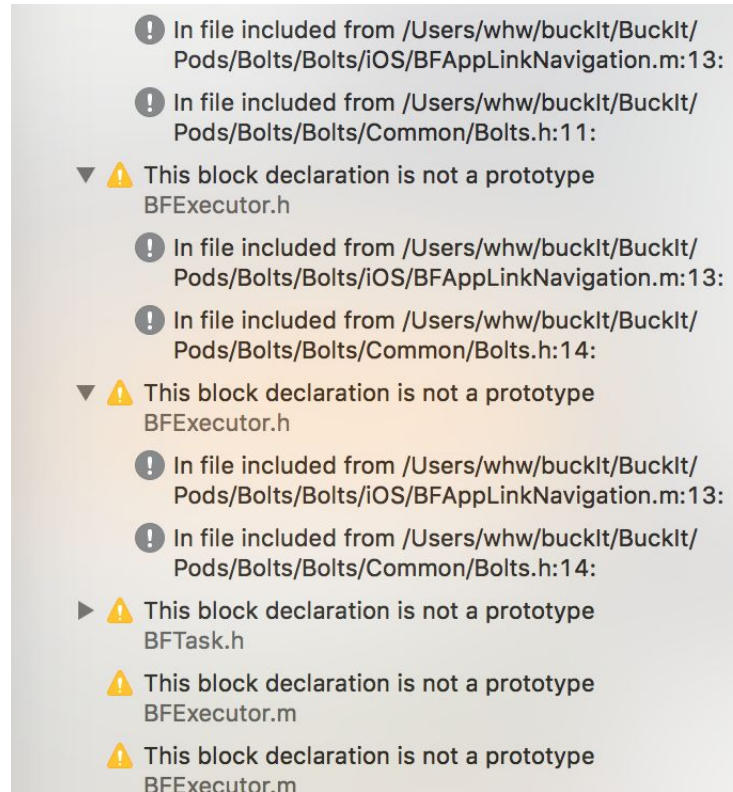 In file included from /Users/whw/buckIt/BuckIt/
Pods/Bolts/Bolts/iOS/BFAppLinkNavigation.m:13:
In file included from /Users/whw/buckIt/BuckIt/
Pods/Bolts/Bolts/Common/Bolts.h:11:
This block declaration is not a prototype
BFExecutor.h
In file included from /Users/whw/buckIt/BuckIt/
Pods/Bolts/Bolts/iOS/BFAppLinkNavigation.m:13:
In file included from /Users/whw/buckIt/BuckIt/
Pods/Bolts/Bolts/Common/Bolts.h:14:
This block declaration is not a prototype
BFExecutor.h
In file included from /Users/whw/buckIt/BuckIt/
Pods/Bolts/Bolts/iOS/BFAppLinkNavigation.m:13:
In file included from /Users/whw/buckIt/BuckIt/
Pods/Bolts/Bolts/Common/Bolts.h:14:
This block declaration is not a prototype
BFTask.h
This block declaration is not a prototype
BFExecutor.m
This block declaration is not a prototype
BFExecutor.m